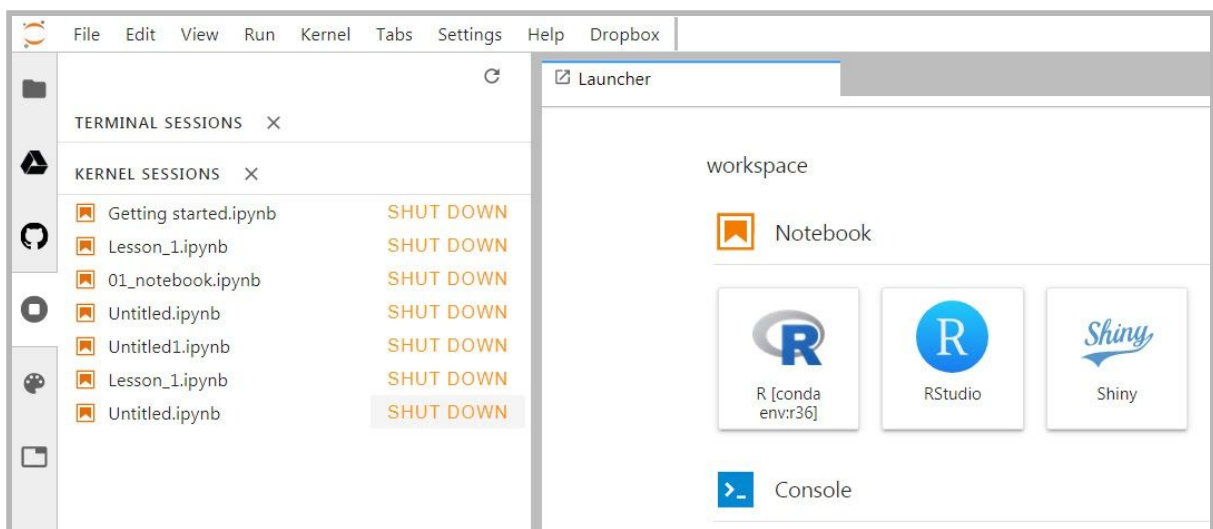 File Edit View Run Kernel Tabs Settings Help Dropbox
Launcher
TERMINAL SESSIONS
KERNEL SESSIONS
Getting started.ipynb SHUT DOWN
Lesson_1.ipynb SHUT DOWN
01_notebook.ipynb SHUT DOWN
Untitled.ipynb SHUT DOWN
Untitled1.ipynb SHUT DOWN
Lesson_1.ipynb SHUT DOWN
Untitled.ipynb SHUT DOWN
workspace
Notebook
R
R [conda
env:r36]
R
RStudio
Shiny
Shiny
Console